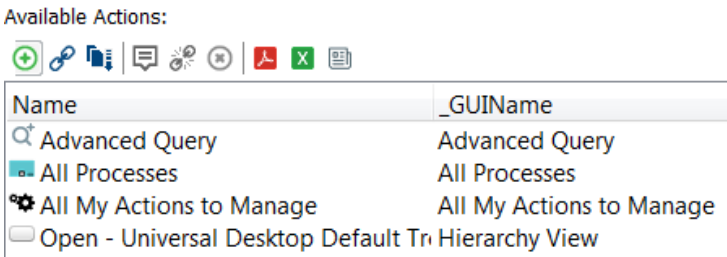 Available Actions:
Name _GUIName
Advanced Query Advanced Query
All Processes All Processes
All My Actions to Manage All My Actions to Manage
Open - Universal Desktop Default Tr Hierarchy View